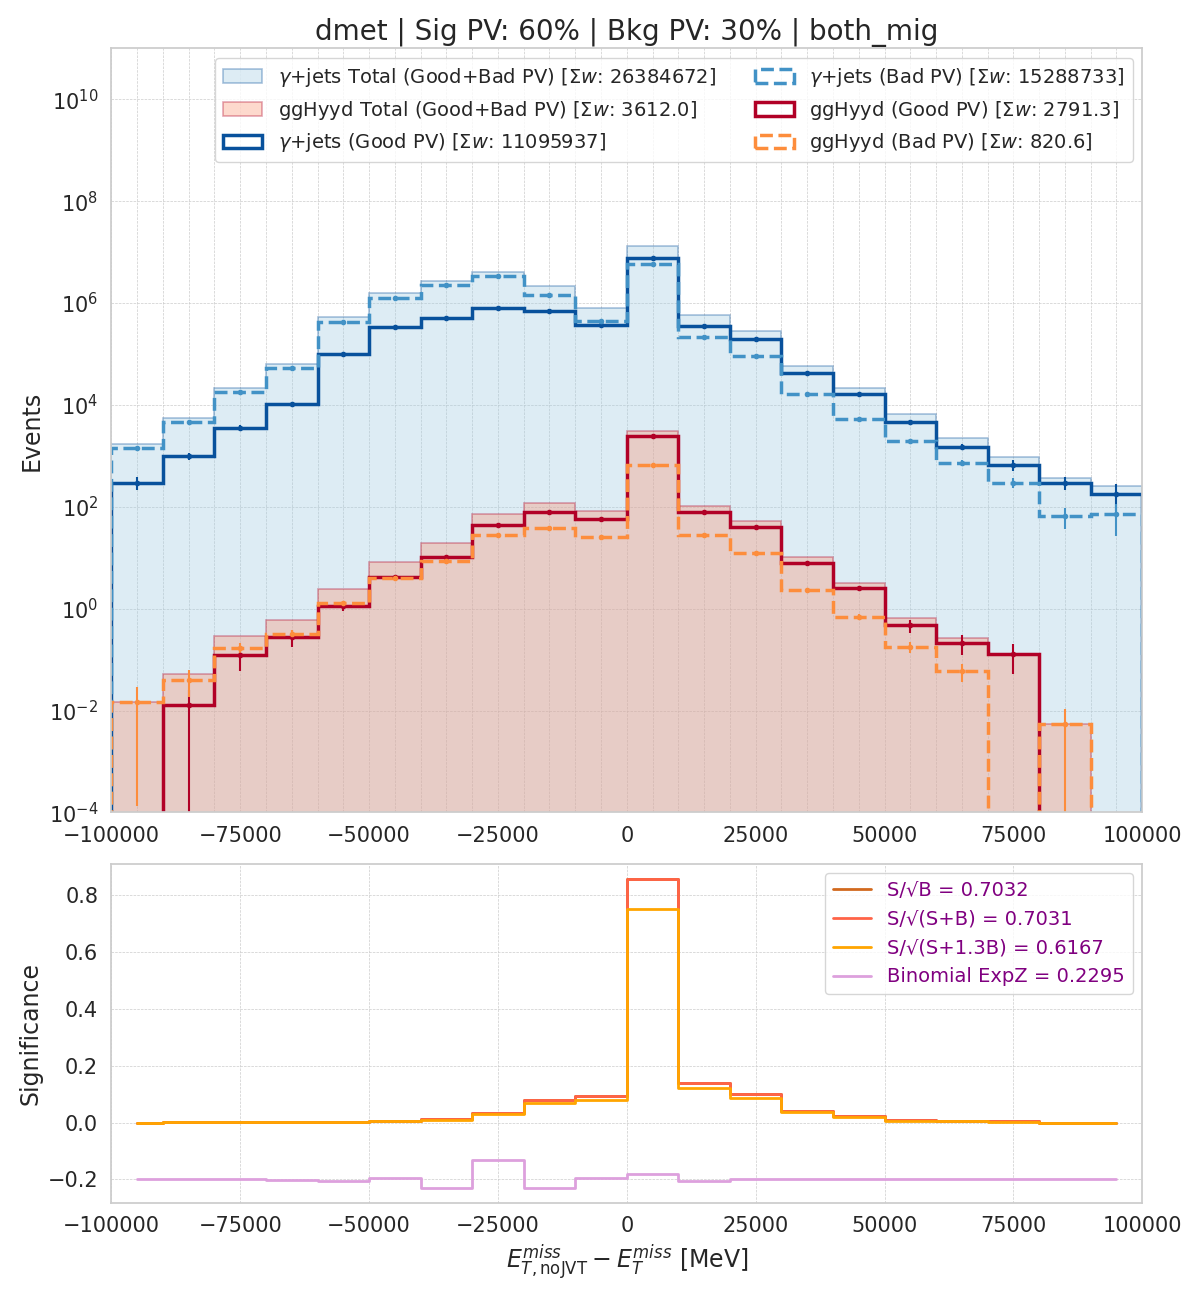 dmet | Sig PV: 60% | Bkg PV: 30% | both_mig
γ+jets Total (Good+Bad PV) [Σw: 26384672]
ggHyyd Total (Good+Bad PV) [Σw: 3612.0]
γ+jets (Good PV) [Σw: 11095937]
γ+jets (Bad PV) [Σw: 15288733]
ggHyyd (Good PV) [Σw: 2791.3]
ggHyyd (Bad PV) [Σw: 820.6]
Events
10^10
10^8
10^6
10^4
10^2
10^0
10^−2
10^−4
−100000 −75000 −50000 −25000 0 25000 50000 75000 100000
S/√B = 0.7032
S/√(S+B) = 0.7031
S/√(S+1.3B) = 0.6167
Binomial ExpZ = 0.2295
Significance
0.8
0.6
0.4
0.2
0.0
−0.2
−100000 −75000 −50000 −25000 0 25000 50000 75000 100000
E_{T,noJVT}^{miss} − E_T^{miss} [MeV]